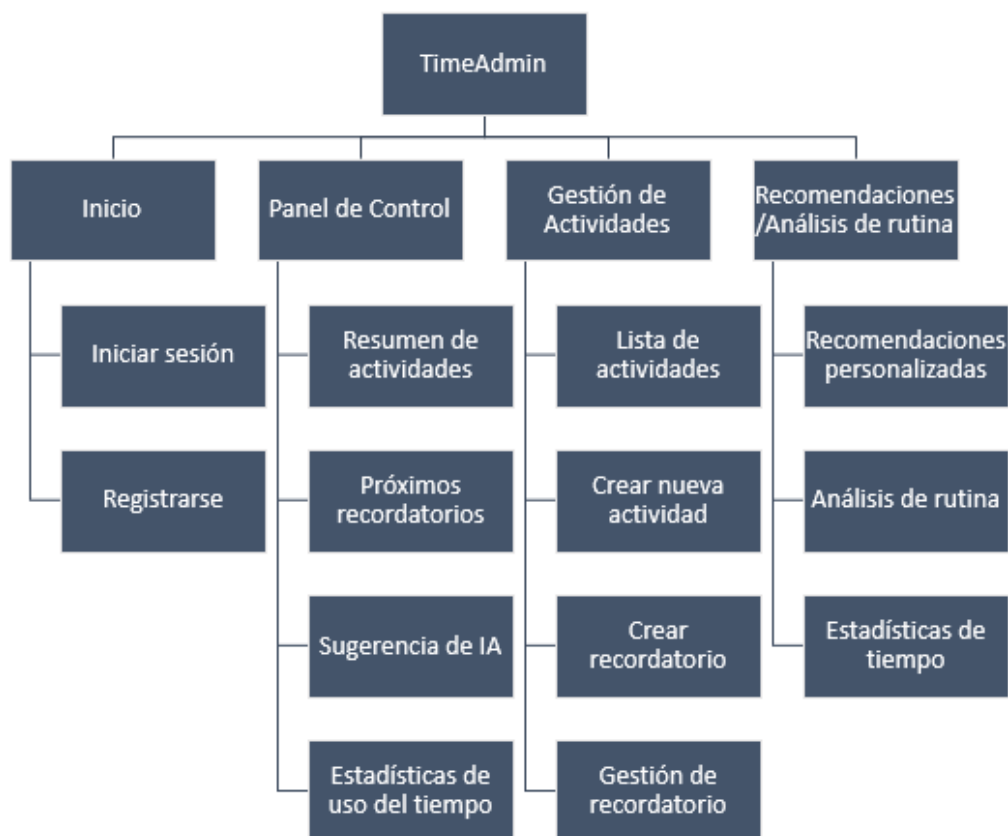 TimeAdmin
Inicio
Panel de Control
Gestión de
Actividades
Recomendaciones
/Análisis de rutina
Iniciar sesión
Resumen de
actividades
Lista de
actividades
Recomendaciones
personalizadas
Registrarse
Próximos
recordatorios
Crear nueva
actividad
Análisis de rutina
Sugerencia de IA
Crear
recordatorio
Estadísticas de
tiempo
Estadísticas de
uso del tiempo
Gestión de
recordatorio